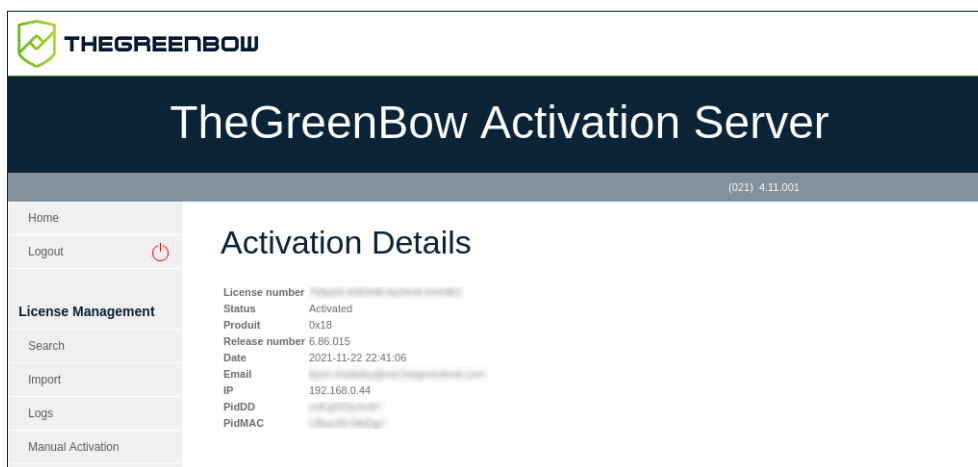 THEGREENBOW
TheGreenBow Activation Server
(021) 4.11.001
Home
Logout
License Management
Search
Import
Logs
Manual Activation
Activation Details
License number
Status Activated
Produit 0x18
Release number 6.86.015
Date 2021-11-22 22:41:06
Email
IP 192.168.0.44
PidDD
PidMAC